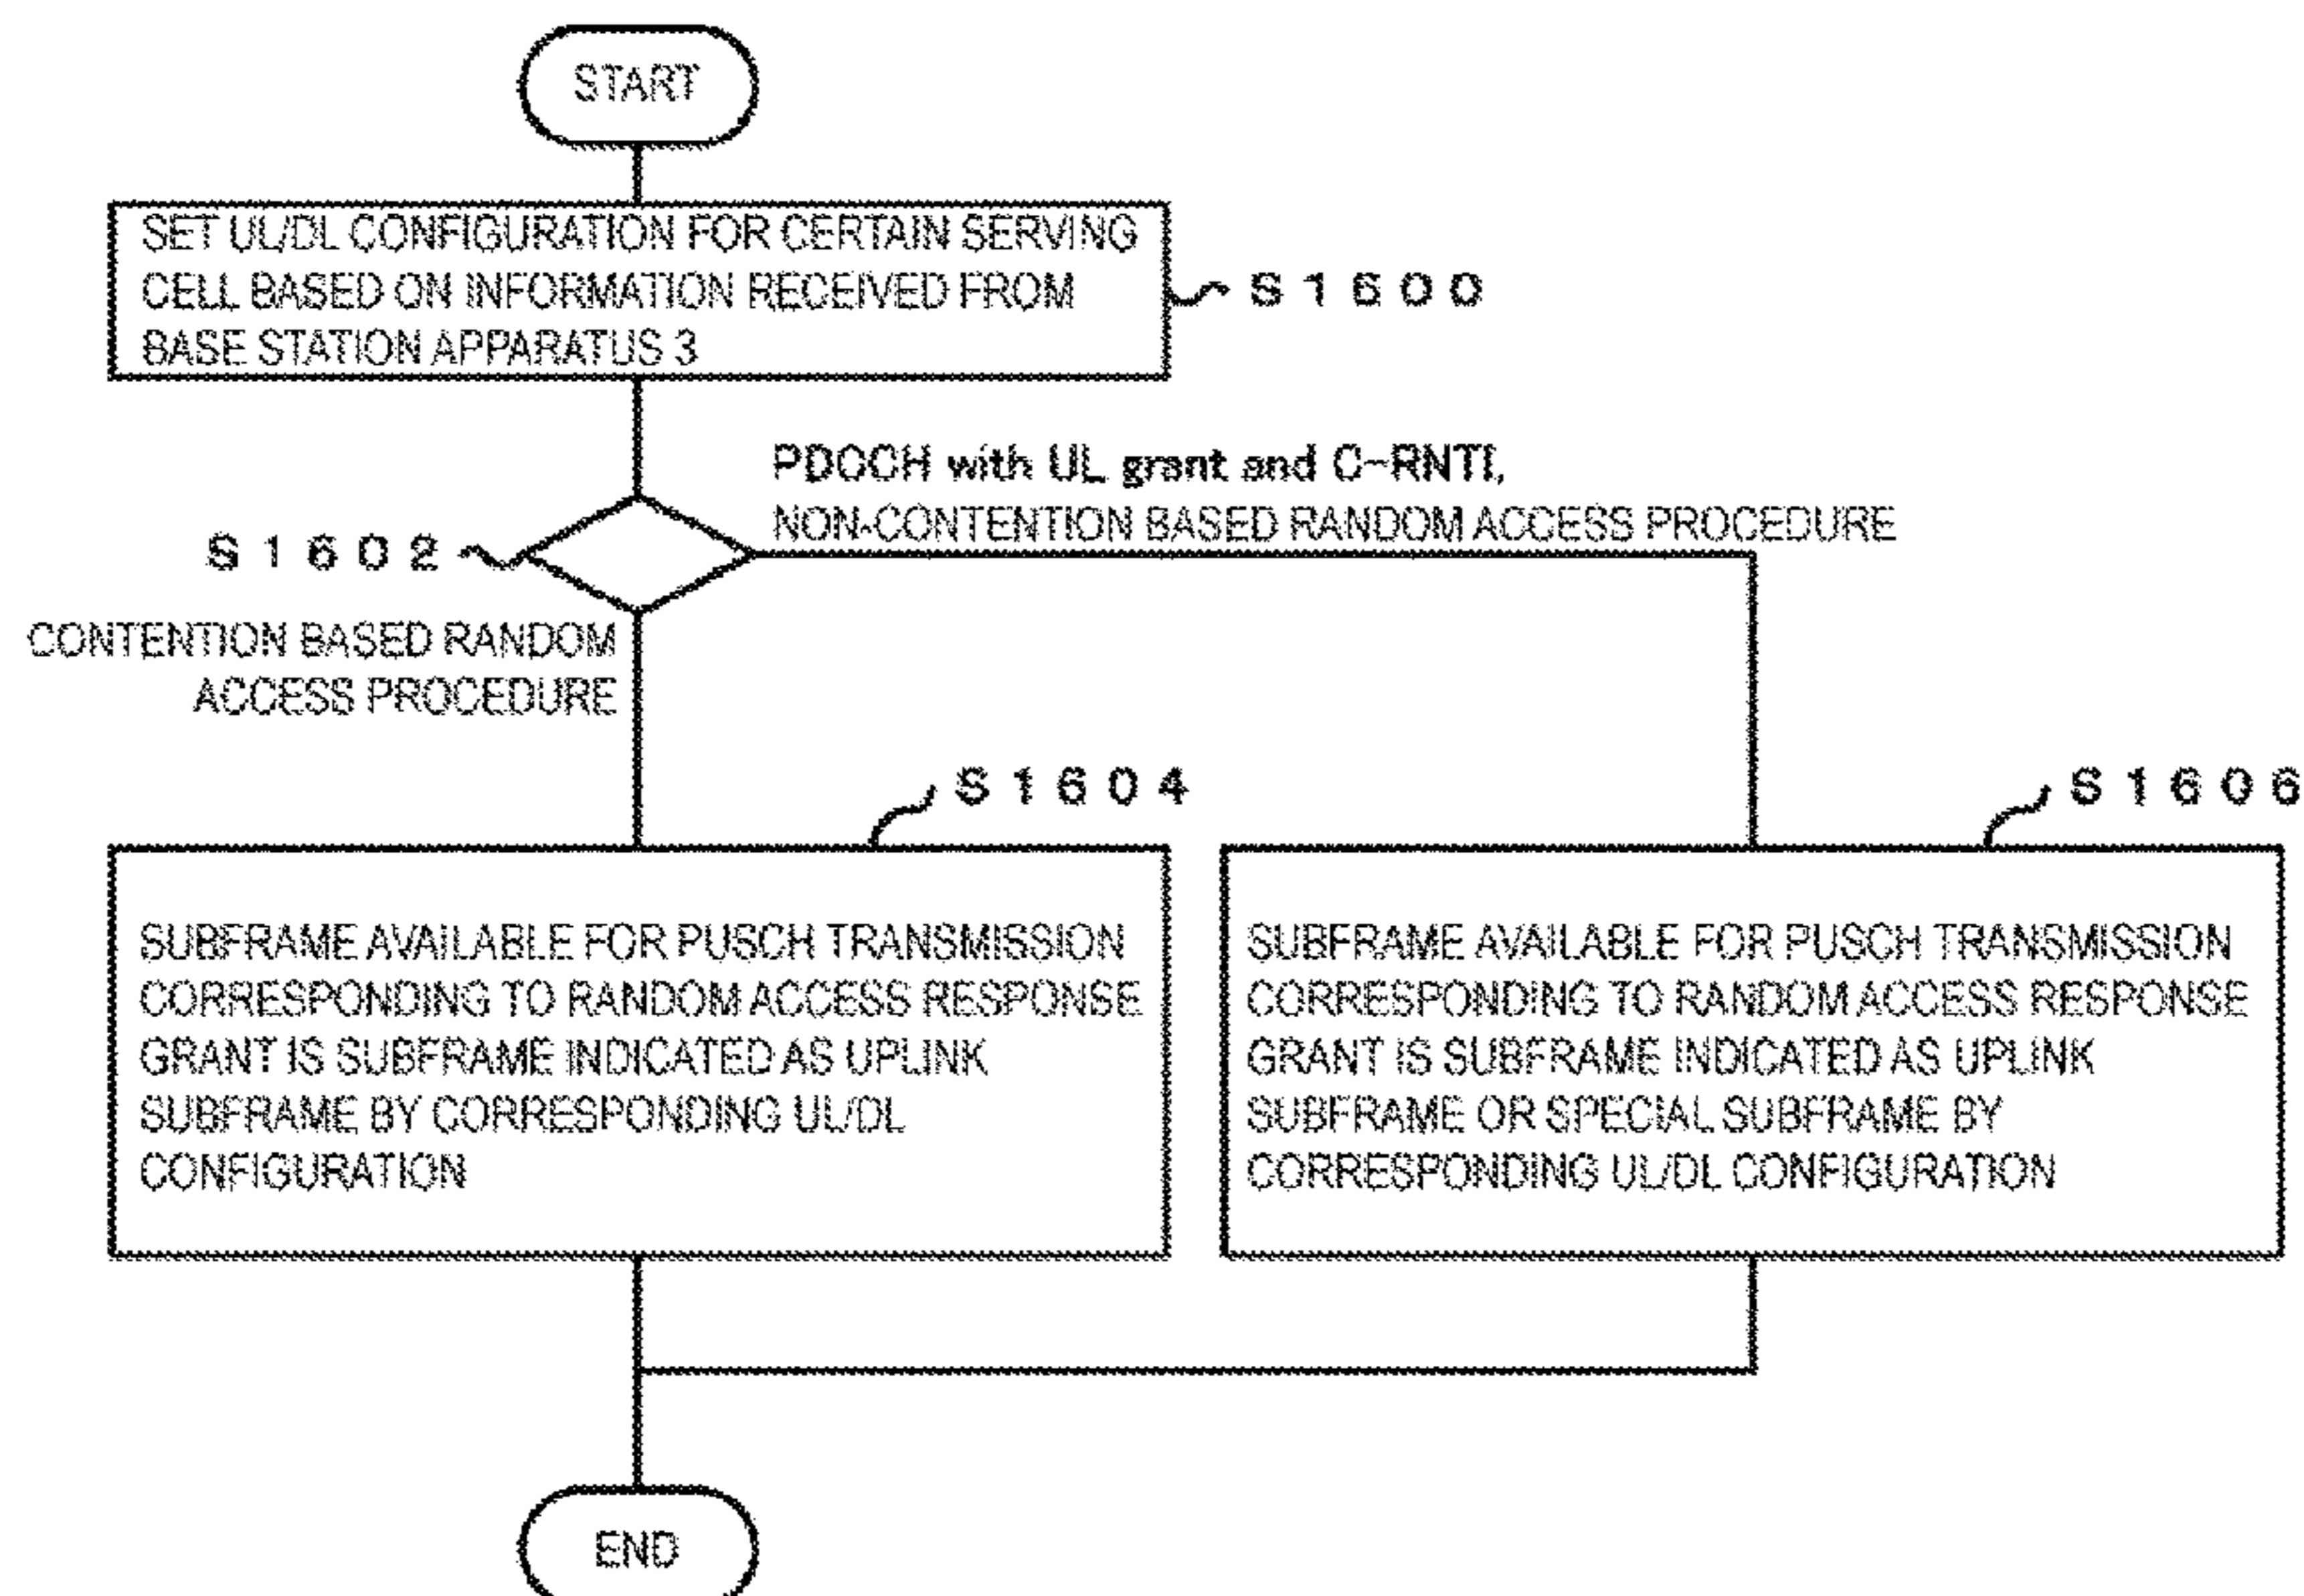 START
SET UL/DL CONFIGURATION FOR CERTAIN SERVING
CELL BASED ON INFORMATION RECEIVED FROM
BASE STATION APPARATUS 3
S1600
PDCCH with UL grant and C-RNTI,
NON-CONTENTION BASED RANDOM ACCESS PROCEDURE
S1602
CONTENTION BASED RANDOM
ACCESS PROCEDURE
S1604
SUBFRAME AVAILABLE FOR PUSCH TRANSMISSION
CORRESPONDING TO RANDOM ACCESS RESPONSE
GRANT IS SUBFRAME INDICATED AS UPLINK
SUBFRAME BY CORRESPONDING UL/DL
CONFIGURATION
S1606
SUBFRAME AVAILABLE FOR PUSCH TRANSMISSION
CORRESPONDING TO RANDOM ACCESS RESPONSE
GRANT IS SUBFRAME INDICATED AS UPLINK
SUBFRAME OR SPECIAL SUBFRAME BY
CORRESPONDING UL/DL CONFIGURATION
END